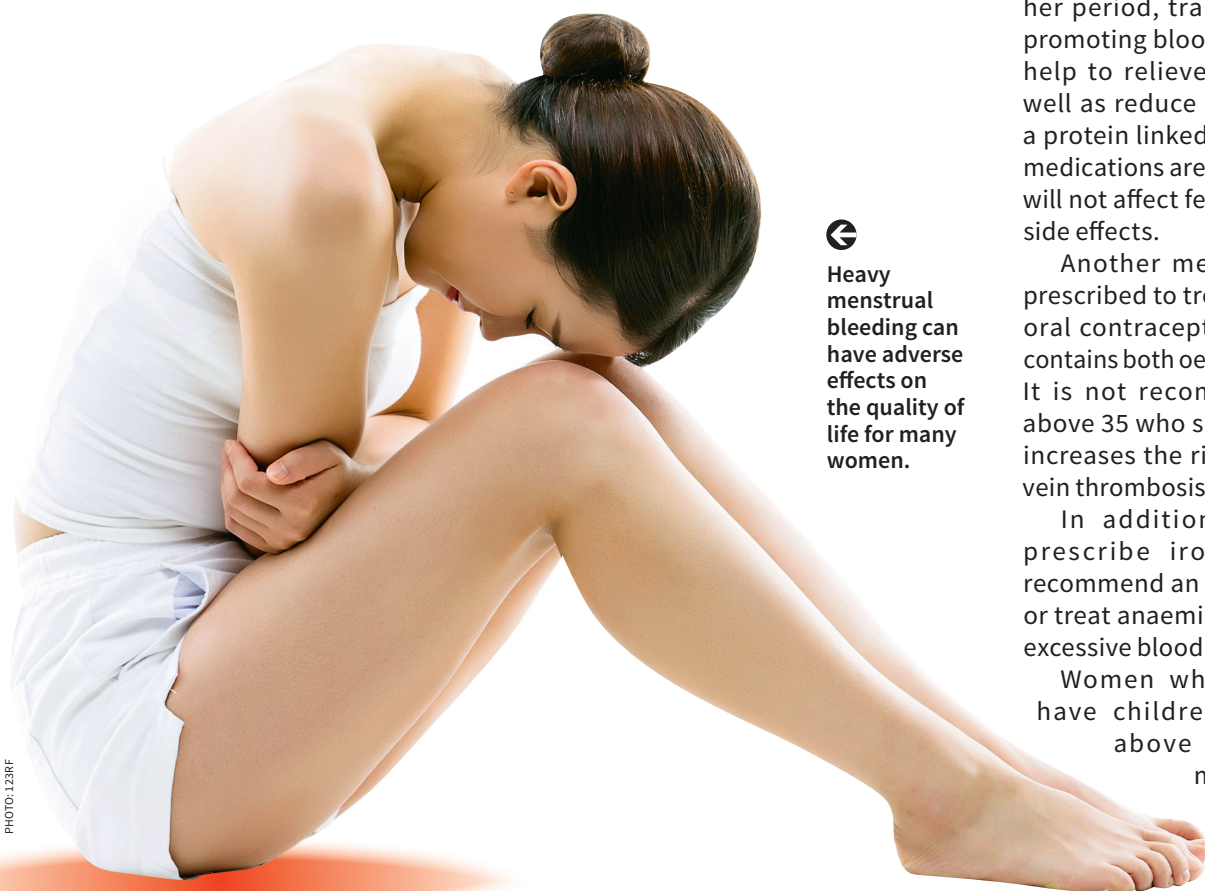 Heavy
menstrual
bleeding can
have adverse
effects on
the quality of
life for many
women.
her period, tra
promoting bloo
help to relieve
well as reduce
a protein linked
medications are
will not affect fe
side effects.
Another me
prescribed to tre
oral contracept
contains both oe
It is not recom
above 35 who s
increases the ri
vein thrombosis
In addition
prescribe iro
recommend an
or treat anaemi
excessive blood
Women wh
have childre
above
PHOTO: 123RF